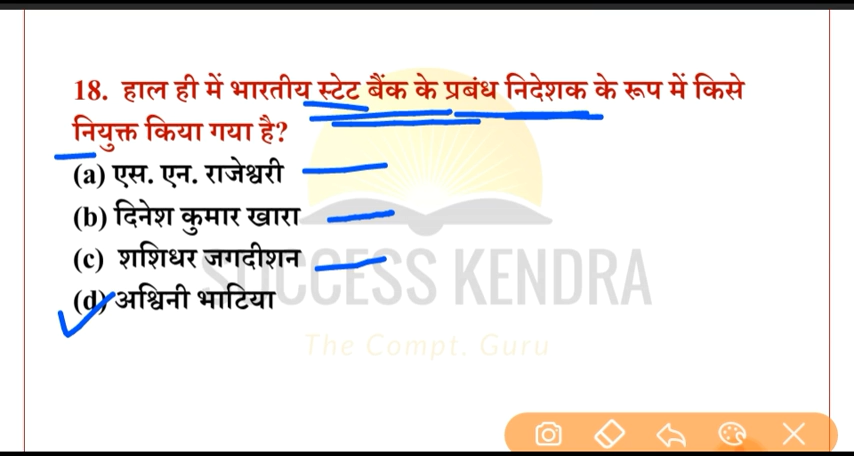 18. हाल ही में भारतीय स्टेट बैंक के प्रबंध निदेशक के रूप में किसे
नियुक्त किया गया है?
(a) एस. एन. राजेश्वरी
(b) दिनेश कुमार खारा
(c) शशिधर जगदीशन
(d) अश्विनी भाटिया
SUCCESS KENDRA
The Compt. Guru